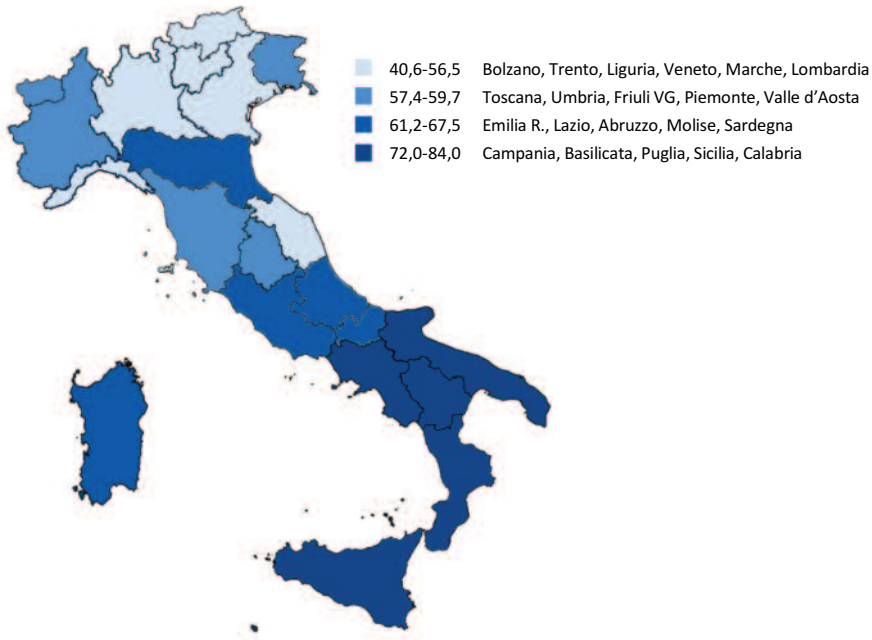 40,6-56,5 Bolzano, Trento, Liguria, Veneto, Marche, Lombardia
57,4-59,7 Toscana, Umbria, Friuli VG, Piemonte, Valle d’Aosta
61,2-67,5 Emilia R., Lazio, Abruzzo, Molise, Sardegna
72,0-84,0 Campania, Basilicata, Puglia, Sicilia, Calabria